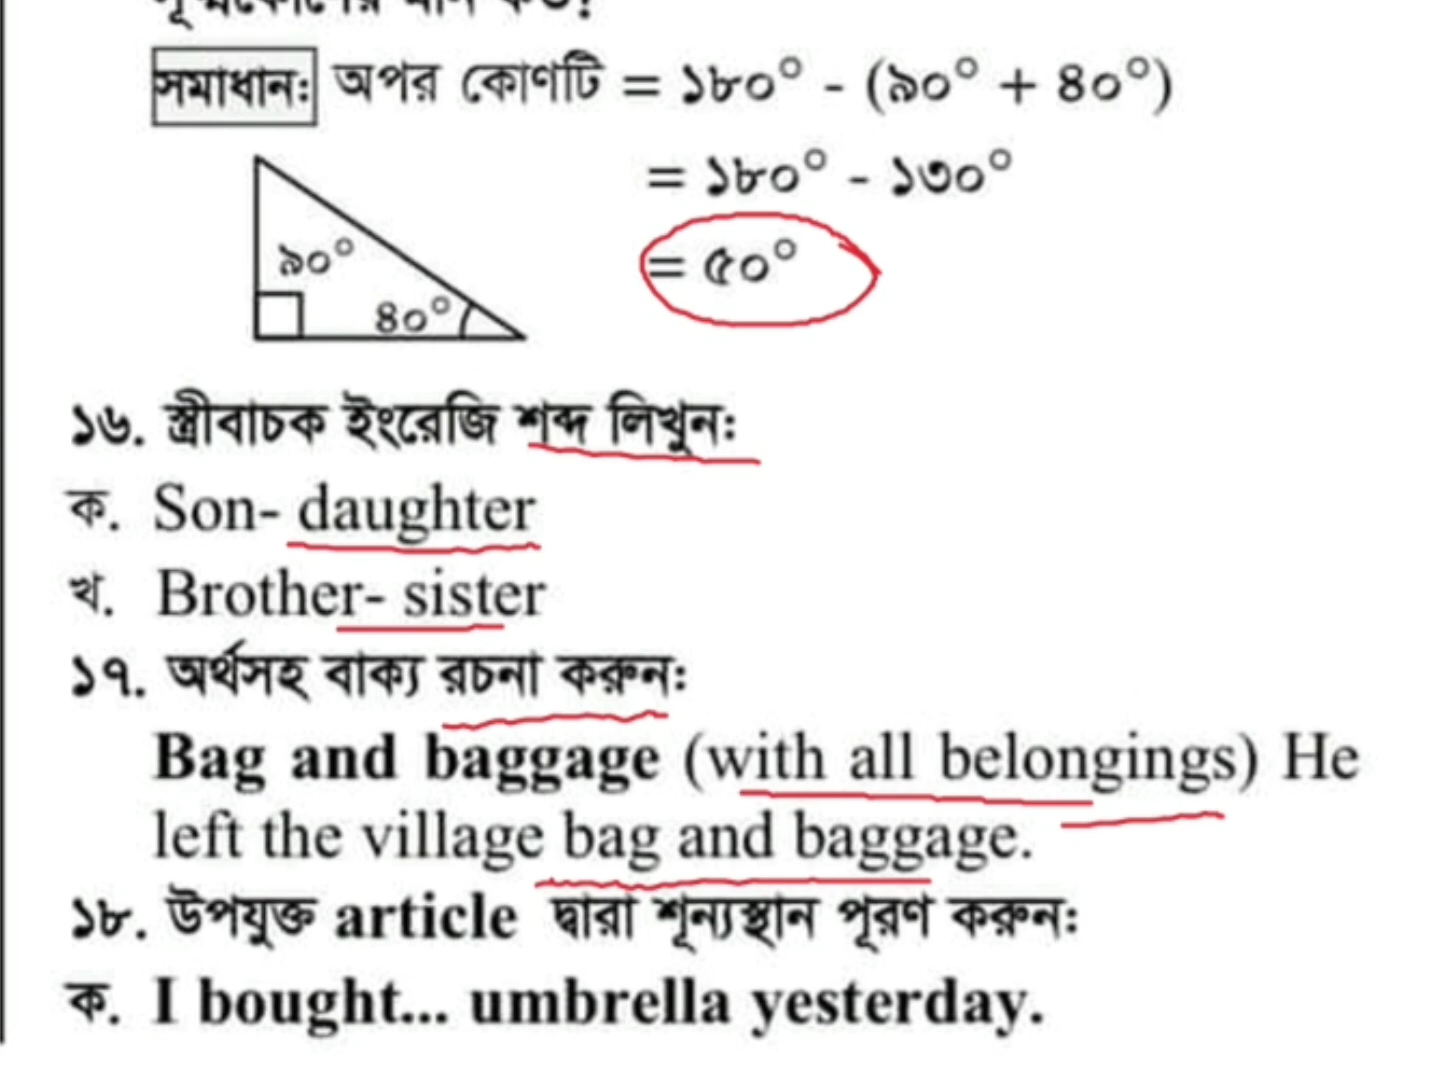 সূক্ষ্মকোণের মান কত?
সমাধানঃ অপর কোণটি = ১৮০° - (৯০° + ৪০°)
= ১৮০° - ১৩০°
= ৫০°
৯০°
৪০°
১৬. স্ত্রীবাচক ইংরেজি শব্দ লিখুনঃ
ক. Son- daughter
খ. Brother- sister
১৭. অর্থসহ বাক্য রচনা করুনঃ
Bag and baggage (with all belongings) He
left the village bag and baggage.
১৮. উপযুক্ত article দ্বারা শূন্যস্থান পূরণ করুনঃ
ক. I bought... umbrella yesterday.